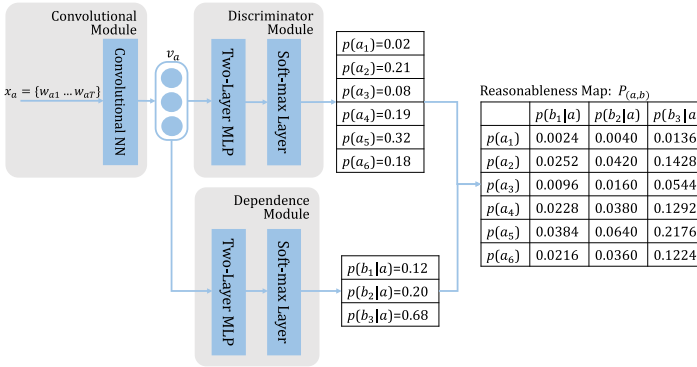 Convolutional
Module
x_a = {w_{a1} … w_{aT}}
Convolutional NN
v_a
Discriminator
Module
Two-Layer MLP
Soft-max Layer
p(a_1)=0.02
p(a_2)=0.21
p(a_3)=0.08
p(a_4)=0.19
p(a_5)=0.32
p(a_6)=0.18
Dependence
Module
Two-Layer MLP
Soft-max Layer
p(b_1|a)=0.12
p(b_2|a)=0.20
p(b_3|a)=0.68
Reasonableness Map: P_{(a,b)}
p(b_1|a) p(b_2|a) p(b_3|a)
p(a_1) 0.0024 0.0040 0.0136
p(a_2) 0.0252 0.0420 0.1428
p(a_3) 0.0096 0.0160 0.0544
p(a_4) 0.0228 0.0380 0.1292
p(a_5) 0.0384 0.0640 0.2176
p(a_6) 0.0216 0.0360 0.1224